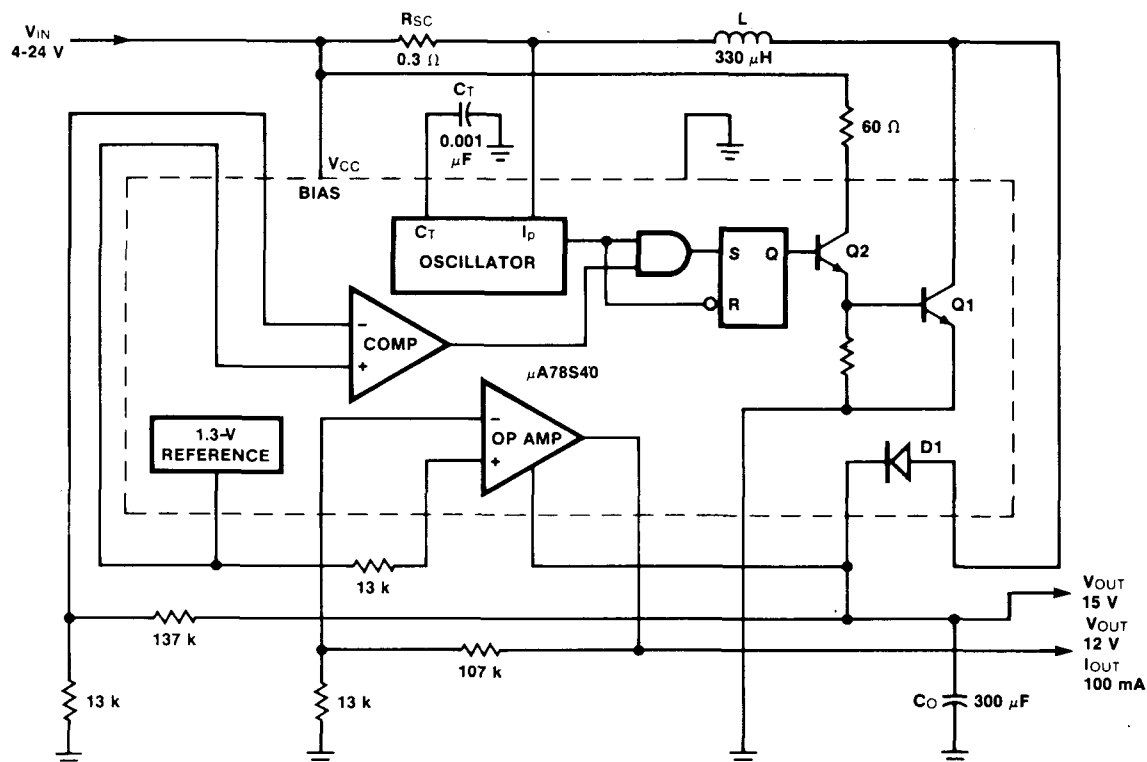 VIN
4-24 V
RSC
0.3 Ω
L
330 μH
CT
0.001
μF
60 Ω
VCC
BIAS
CT
Ip
OSCILLATOR
S
Q
R
Q2
Q1
−
COMP
+
μA78S40
−
OP AMP
+
1.3-V
REFERENCE
D1
13 k
VOUT
15 V
137 k
VOUT
12 V
107 k
IOUT
100 mA
13 k
13 k
CO
300 μF